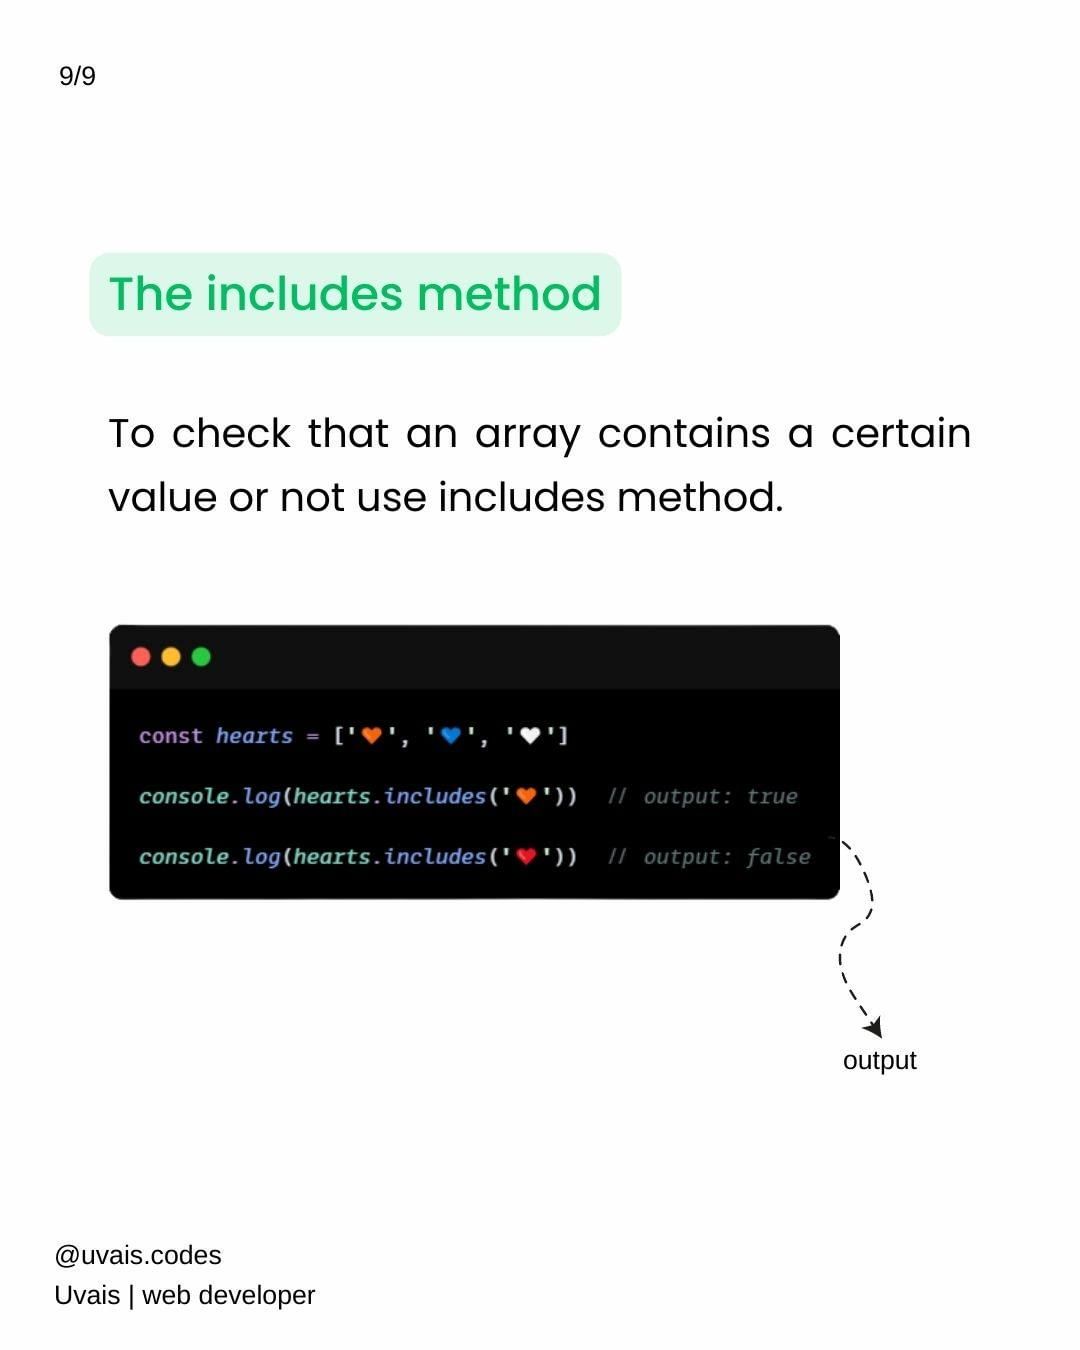 9/9
The includes method
To check that an array contains a certain
value or not use includes method.
const hearts = ['🧡', '💙', '🤍']
console.log(hearts.includes('🧡')) // output: true
console.log(hearts.includes('❤️')) // output: false
output
@uvais.codes
Uvais | web developer